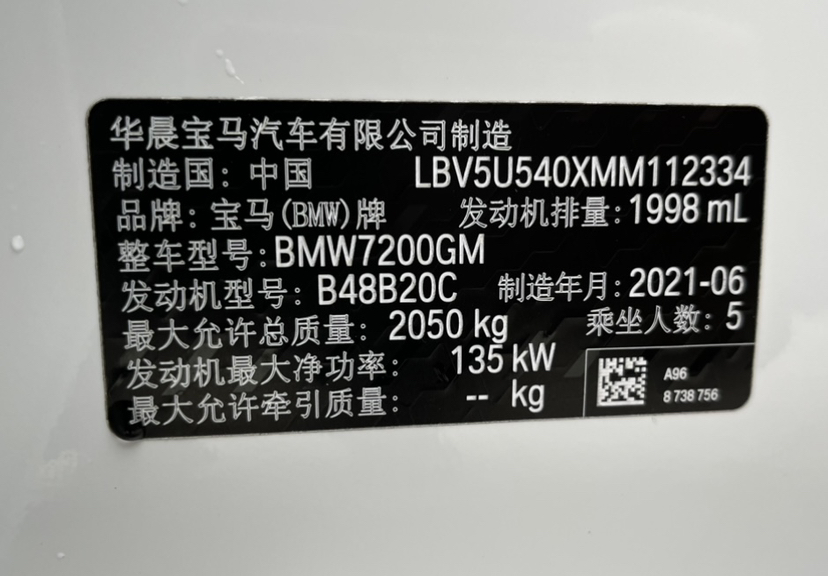 华晨宝马汽车有限公司制造
制造国：中国 LBV5U540XMM112334
品牌：宝马(BMW)牌 发动机排量：1998 mL
整车型号：BMW7200GM
发动机型号：B48B20C 制造年月：2021-06
最大允许总质量：2050 kg 乘坐人数：5
发动机最大净功率：135 kW
最大允许牵引质量：-- kg
A96
8 738 756